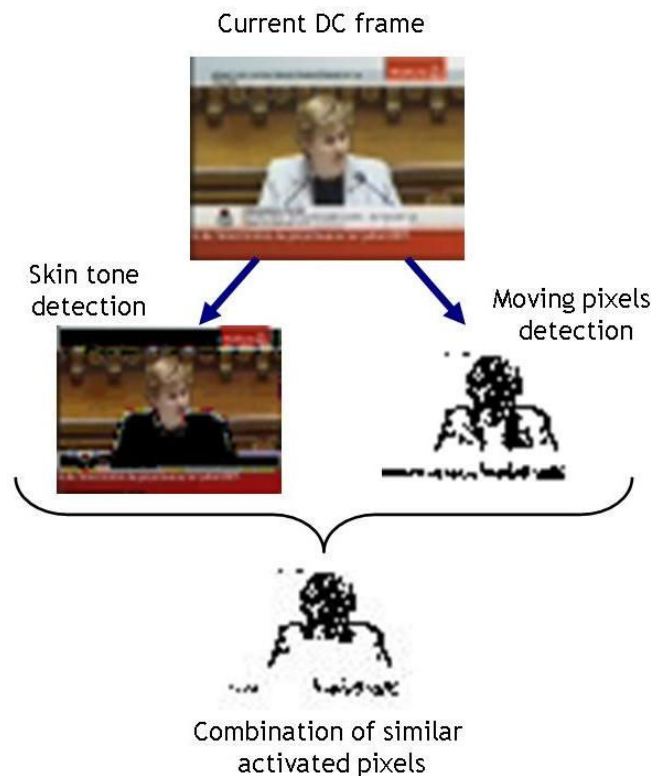 Current DC frame
Skin tone
detection
Moving pixels
detection
Combination of similar
activated pixels